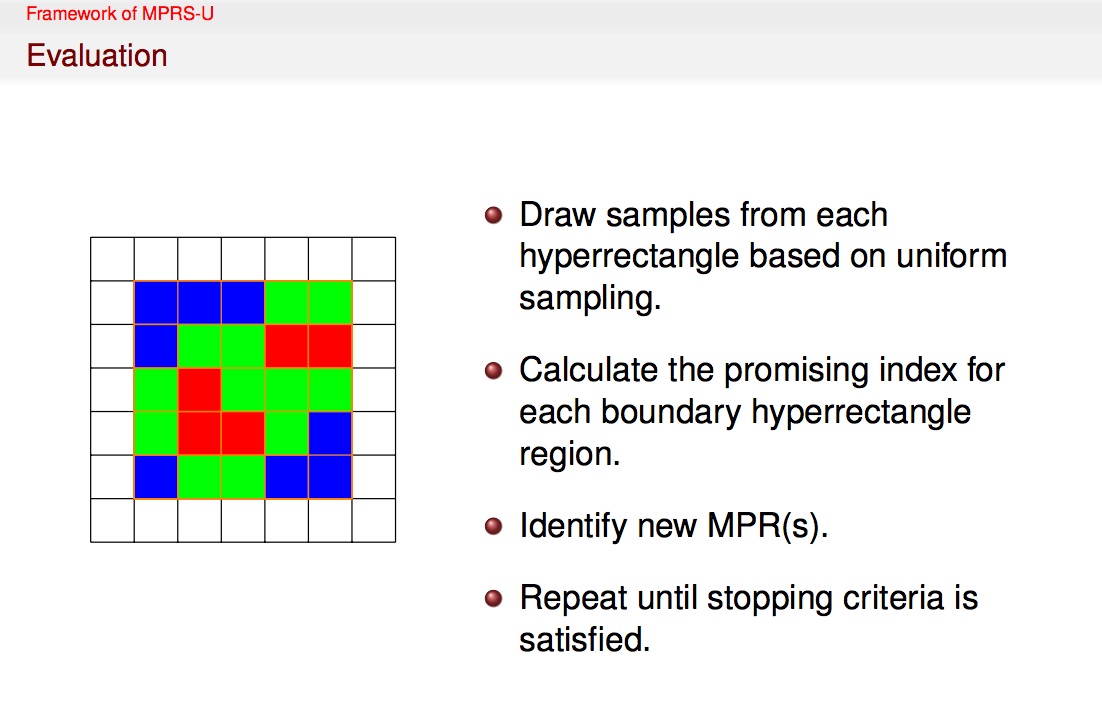 Framework of MPRS-U
Evaluation
Draw samples from each
hyperrectangle based on uniform
sampling.
Calculate the promising index for
each boundary hyperrectangle
region.
Identify new MPR(s).
Repeat until stopping criteria is
satisfied.